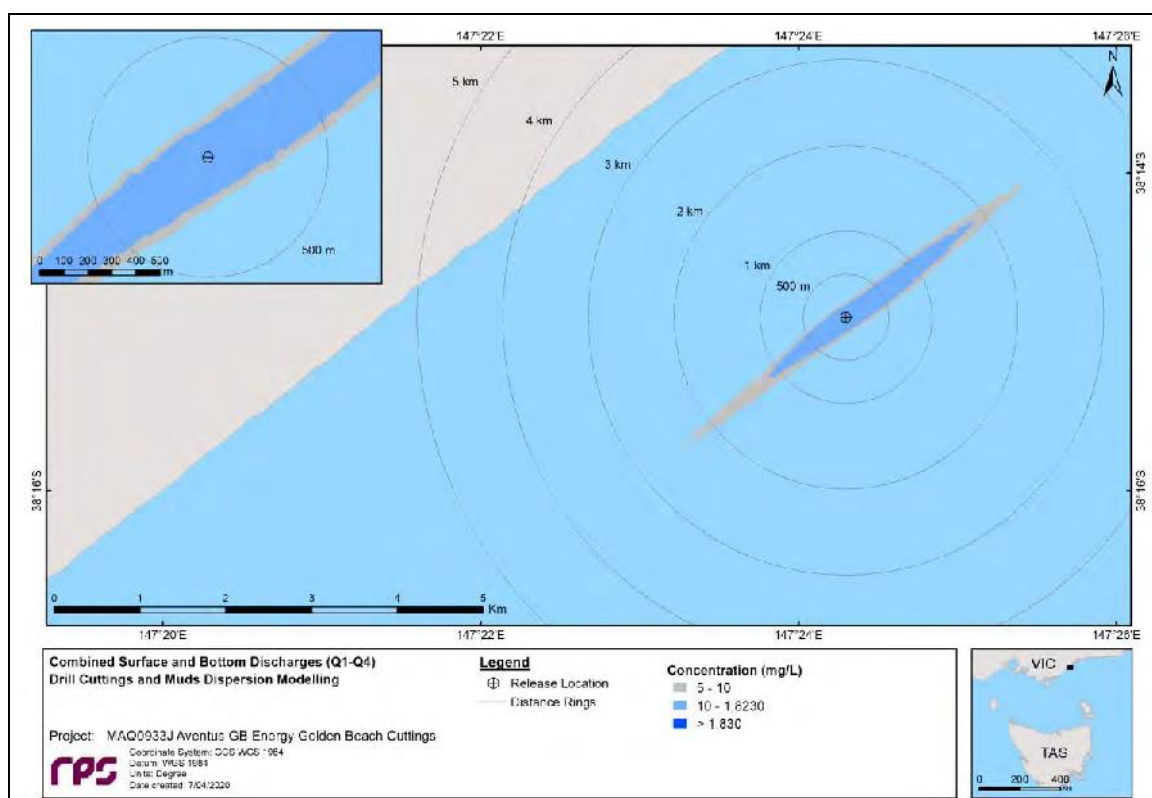 147°22'E
147°24'E
147°26'E
N
5 km
4 km
3 km
2 km
1 km
500 m
500 m
0 100 200 300 400 500
m
38°14'S
38°14'S
38°16'S
38°16'S
0 1 2 3 4 5
Km
147°20'E
147°22'E
147°24'E
147°26'E
Combined Surface and Bottom Discharges (Q1-Q4)
Drill Cuttings and Muds Dispersion Modelling
Project: MAQ0933J Aventus GB Energy Golden Beach Cuttings
rps
Coordinate System: GCS WGS 1984
Datum: WGS 1984
Units: Degree
Date created: 7/04/2020
Legend
Release Location
Distance Rings
Concentration (mg/L)
5 - 10
10 - 1.8230
> 1.830
VIC
TAS
0 200 400